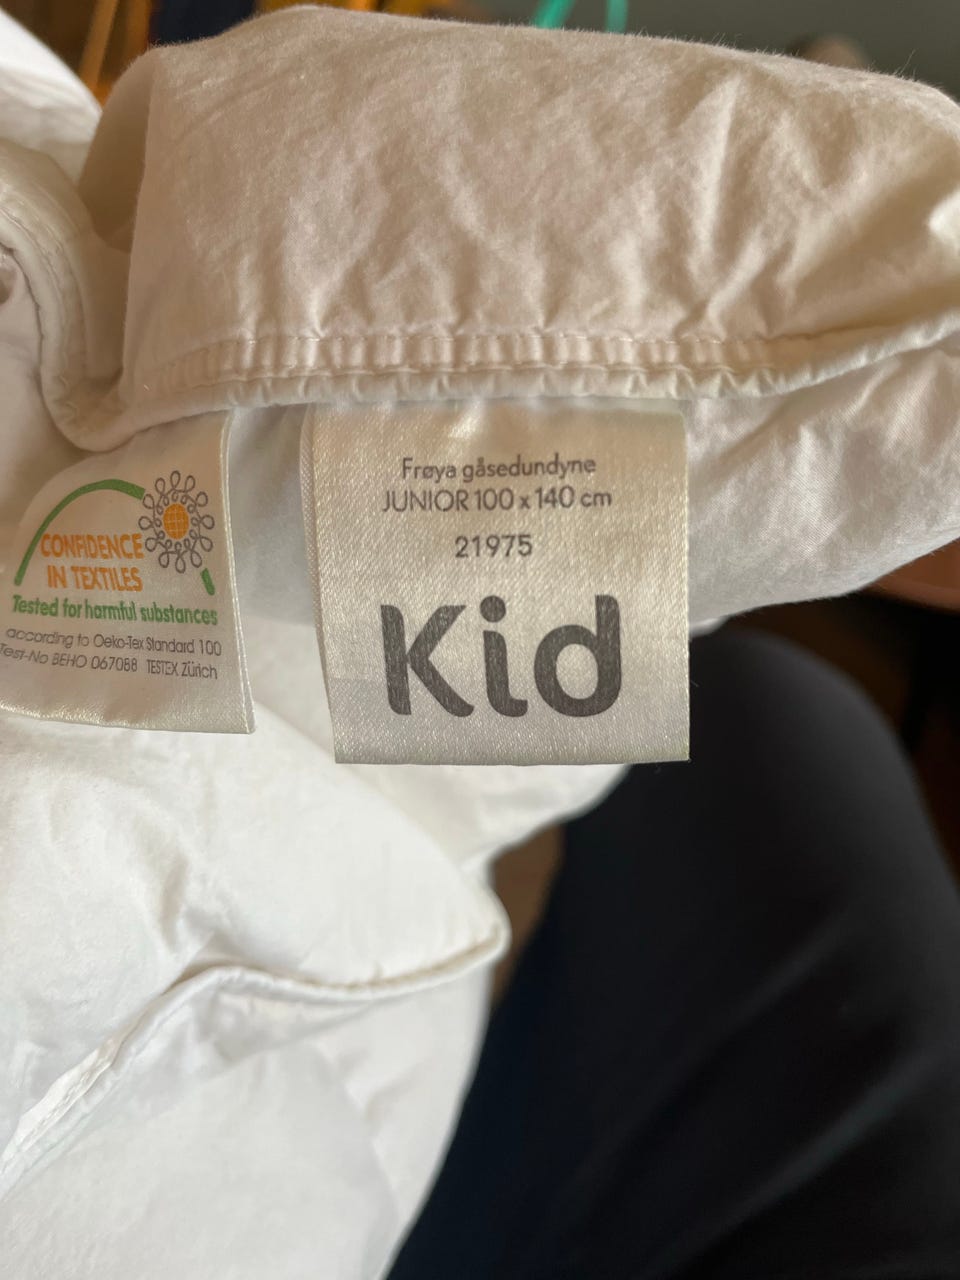 CONFIDENCE
IN TEXTILES
Tested for harmful substances
according to Oeko-Tex Standard 100
Test-No BEHO 067088 TESTEX Zürich
Frøya gåsedundyne
JUNIOR 100 x 140 cm
21975
Kid